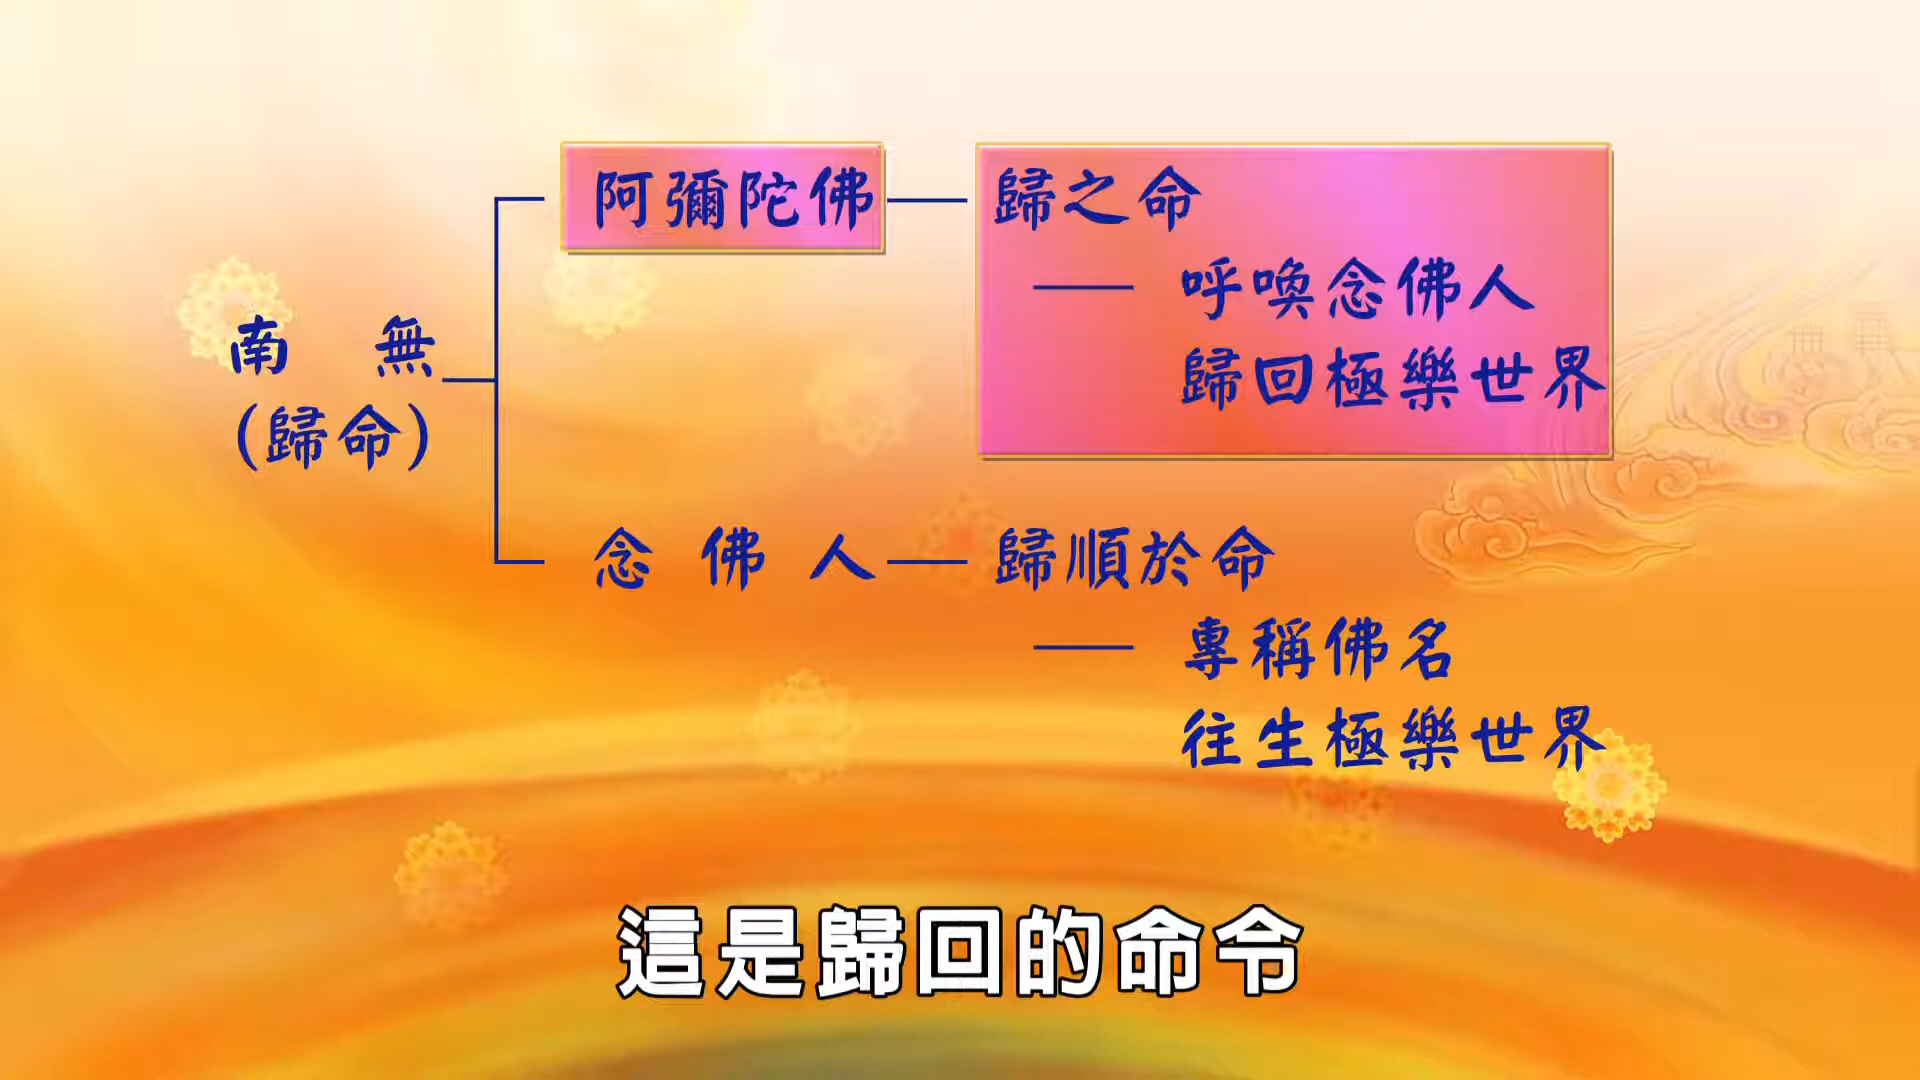 阿彌陀佛 歸之命
呼喚念佛人
南 無
歸回極樂世界
(歸命)
念佛人 歸順於命
專稱佛名
往生極樂世界
這是歸回的命令